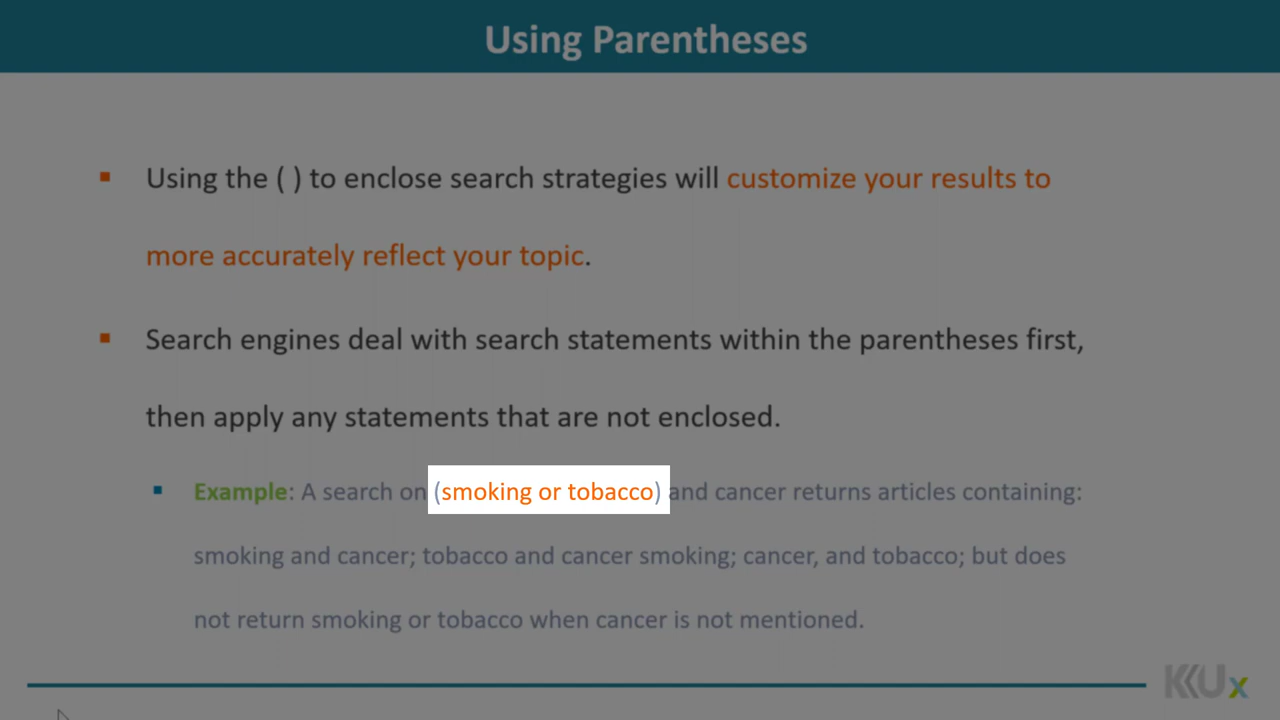 Using Parentheses
Using the ( ) to enclose search strategies will customize your results to
more accurately reflect your topic.
Search engines deal with search statements within the parentheses first,
then apply any statements that are not enclosed.
Example: A search on (smoking or tobacco) and cancer returns articles containing:
smoking and cancer; tobacco and cancer smoking; cancer, and tobacco; but does
not return smoking or tobacco when cancer is not mentioned.
KKUx